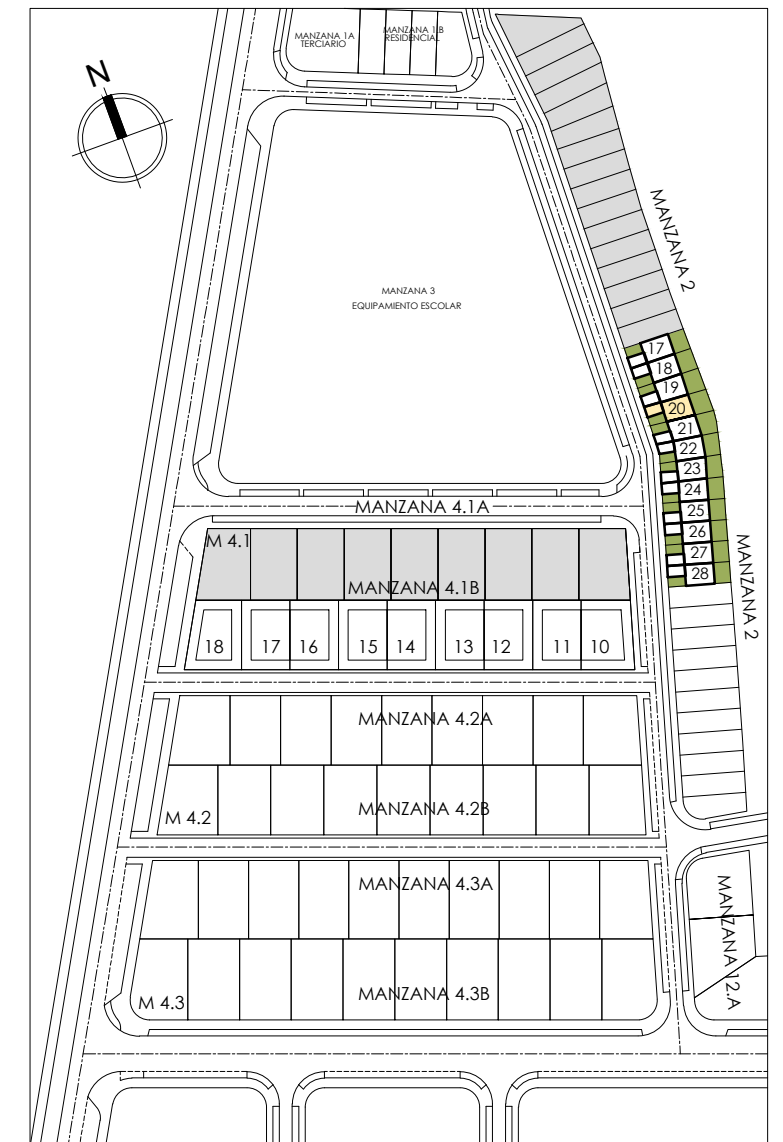 MANZANA 1A
TERCIARIO
MANZANA 1.B
RESIDENCIAL
N
MANZANA 2
MANZANA 3
EQUIPAMIENTO ESCOLAR
17
18
19
20
21
22
23
24
25
26
27
28
MANZANA 2
MANZANA 4.1A
M 4.1
MANZANA 4.1B
18
17
16
15
14
13
12
11
10
MANZANA 4.2A
M 4.2
MANZANA 4.2B
MANZANA 4.3A
M 4.3
MANZANA 4.3B
MANZANA 12.A